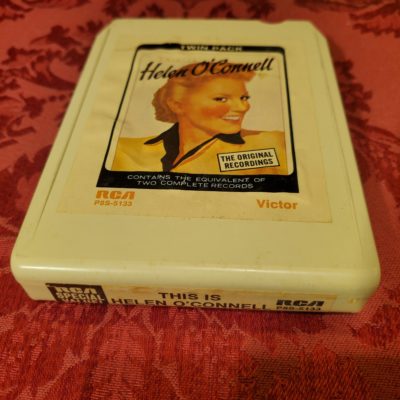 TWIN PACK
Helen O'Connell
THE ORIGINAL
RECORDINGS
CONTAINS THE EQUIVALENT OF
TWO COMPLETE RECORDS
RCA
P8S-5133
Victor
RCA
SPECIAL
THIS IS
HELEN O'CONNELL
RCA
P8S-5133